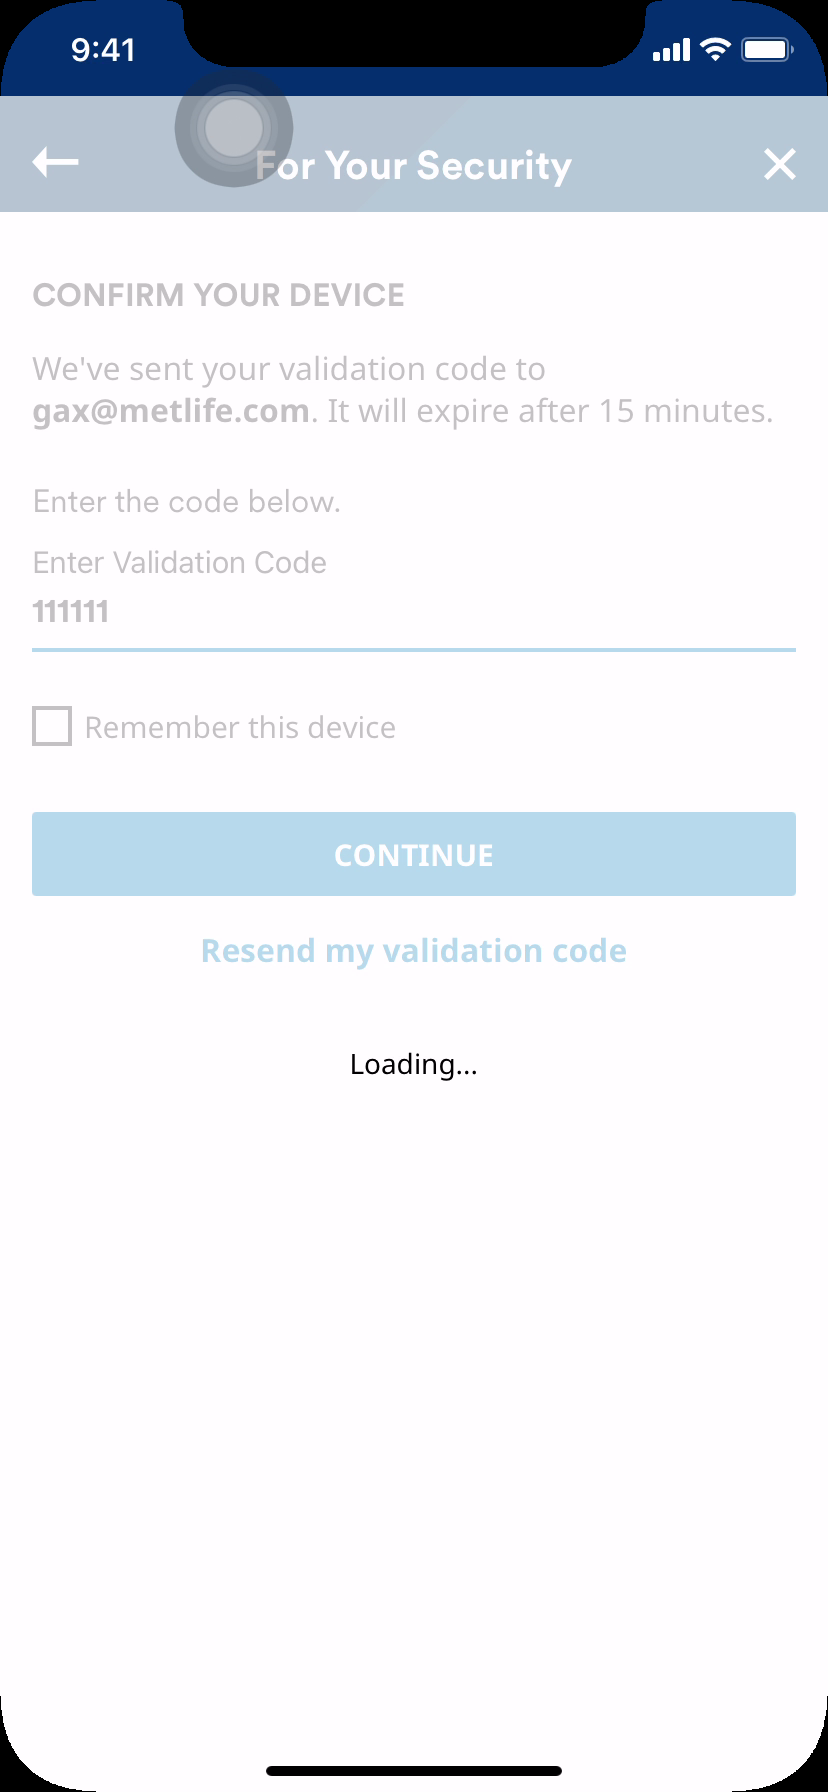 9:41
For Your Security
CONFIRM YOUR DEVICE
We've sent your validation code to
gax@metlife.com. It will expire after 15 minutes.
Enter the code below.
Enter Validation Code
111111
Remember this device
CONTINUE
Resend my validation code
Loading...